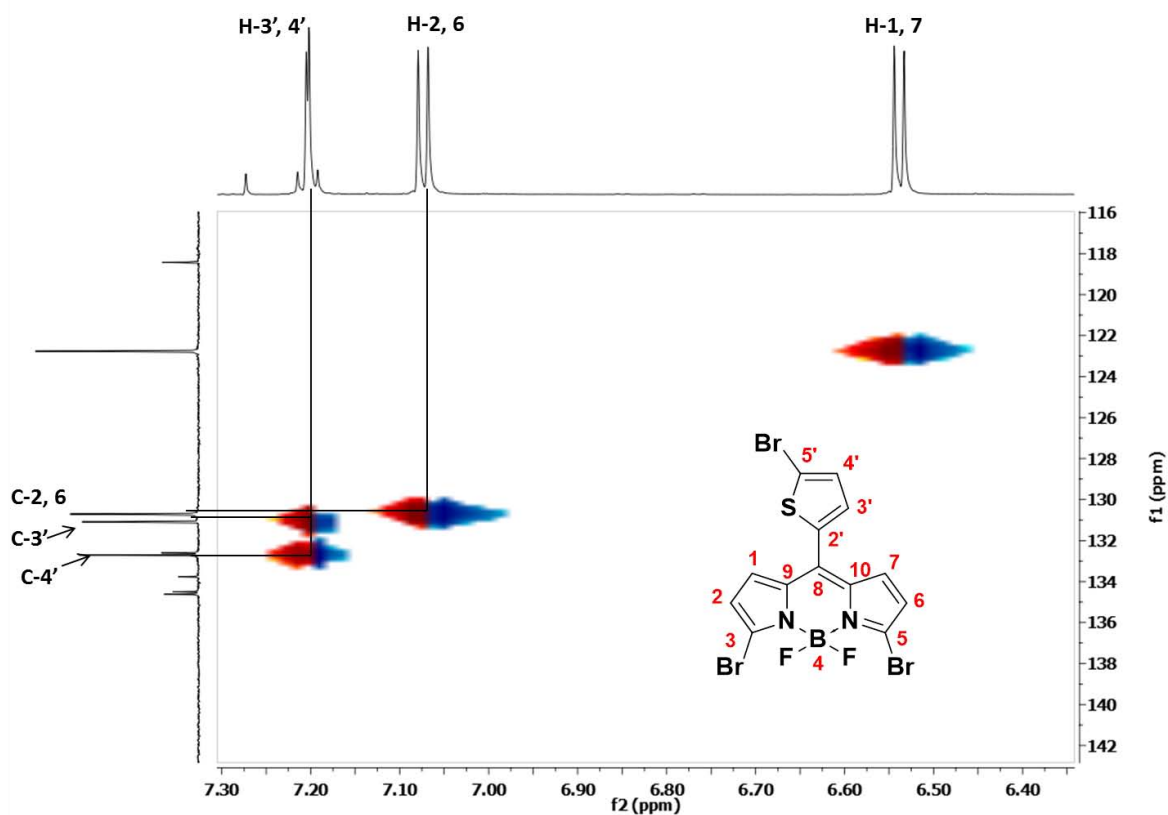 H-3', 4'
H-2, 6
H-1, 7
116
118
120
122
124
126
128
130
132
134
136
138
140
142
f1 (ppm)
C-2, 6
C-3'
C-4'
Br
5'
4'
S
3'
2'
1
9
10
7
2
8
6
N
N
3
B
5
F
F
Br
4
Br
7.30
7.20
7.10
7.00
6.90
6.80
6.70
6.60
6.50
6.40
f2 (ppm)